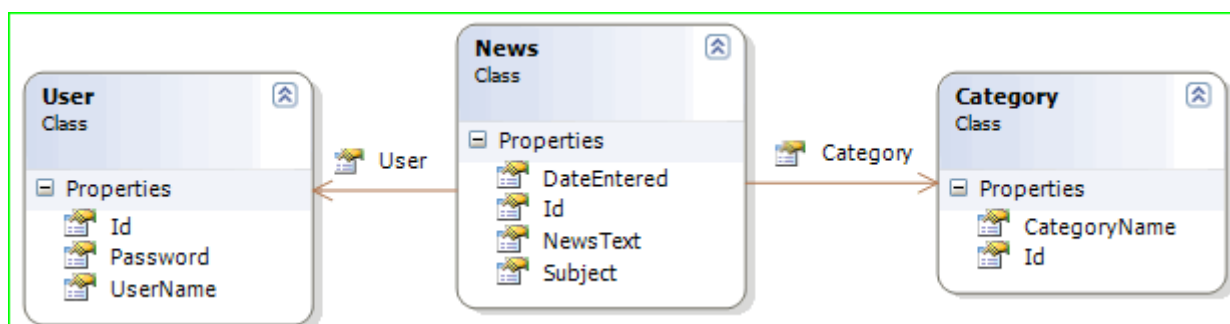 User
Class
Properties
Id
Password
UserName
User
News
Class
Properties
DateEntered
Id
NewsText
Subject
Category
Category
Class
Properties
CategoryName
Id